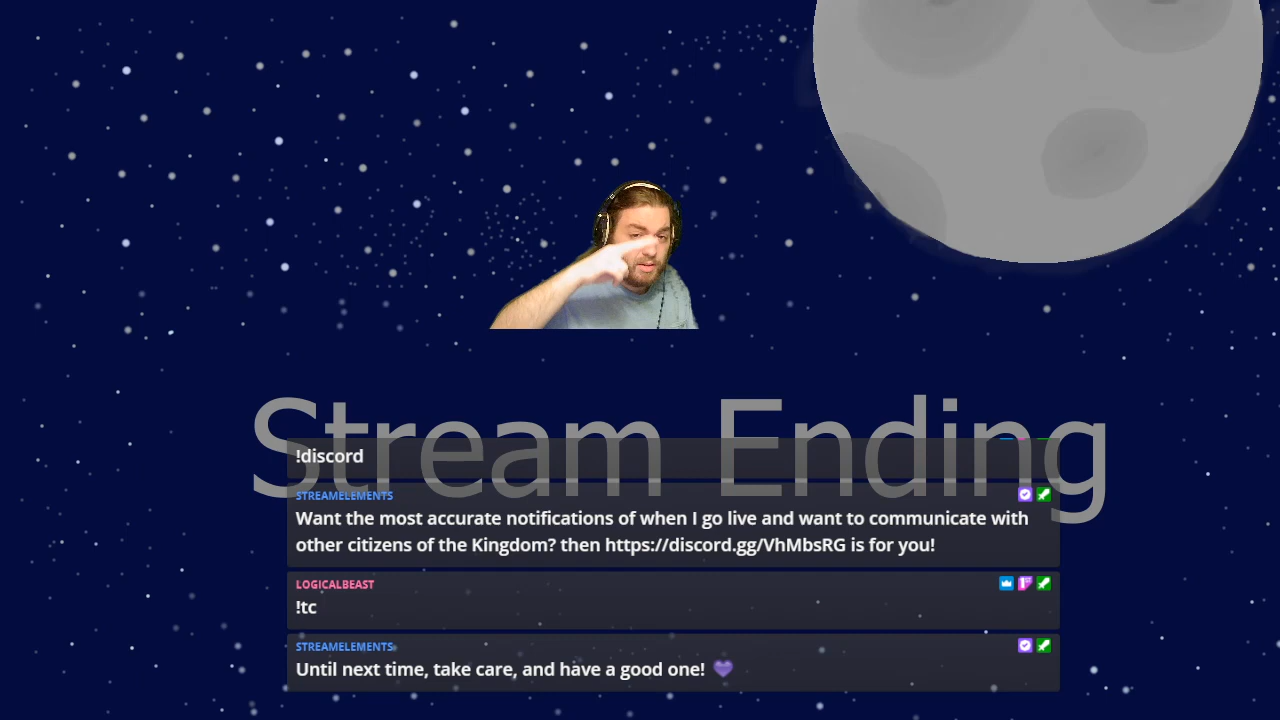 Stream Ending
!discord
STREAMELEMENTS
Want the most accurate notifications of when I go live and want to communicate with
other citizens of the Kingdom? then https://discord.gg/VhMbsRG is for you!
LOGICALBEAST
!tc
STREAMELEMENTS
Until next time, take care, and have a good one! 💜